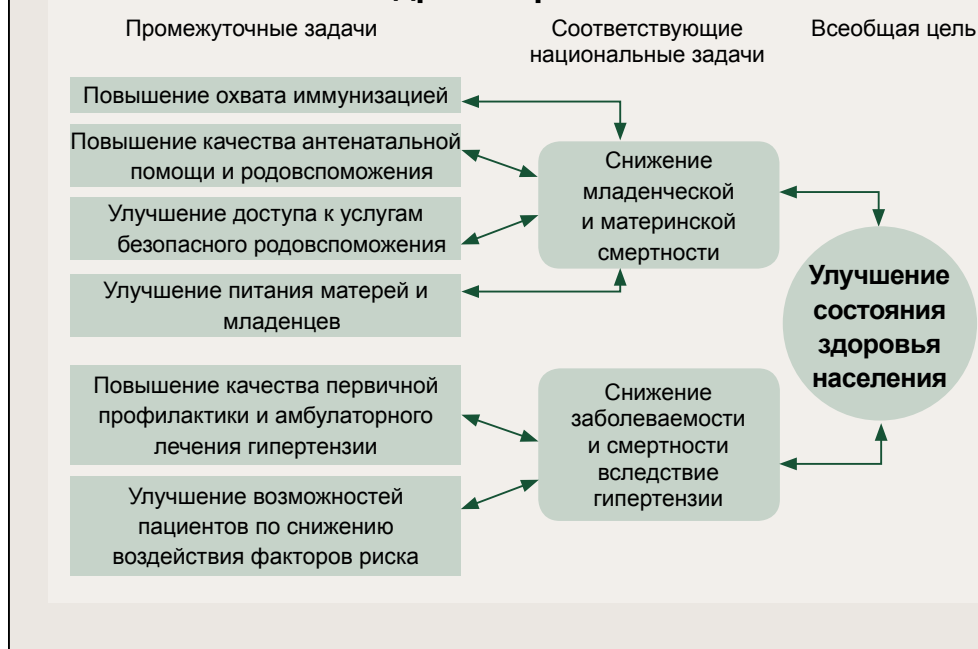 Промежуточные задачи
Соответствующие
национальные задачи
Всеобщая цель
Повышение охвата иммунизацией
Повышение качества антенатальной
помощи и родовспоможения
Улучшение доступа к услугам
безопасного родовспоможения
Улучшение питания матерей и
младенцев
Повышение качества первичной
профилактики и амбулаторного
лечения гипертензии
Улучшение возможностей
пациентов по снижению
воздействия факторов риска
Снижение
младенческой
и материнской
смертности
Снижение
заболеваемости
и смертности
вследствие
гипертензии
Улучшение
состояния
здоровья
населения